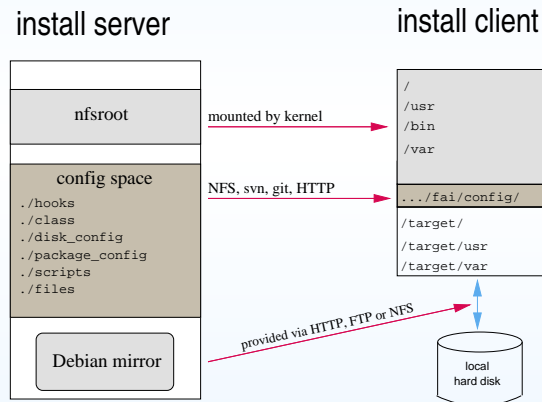 install server
install client
nfsroot
mounted by kernel
/
/usr
/bin
/var
config space
./hooks
./class
./disk_config
./package_config
./scripts
./files
NFS, svn, git, HTTP
.../fai/config/
/target/
/target/usr
/target/var
provided via HTTP, FTP or NFS
Debian mirror
local
hard disk